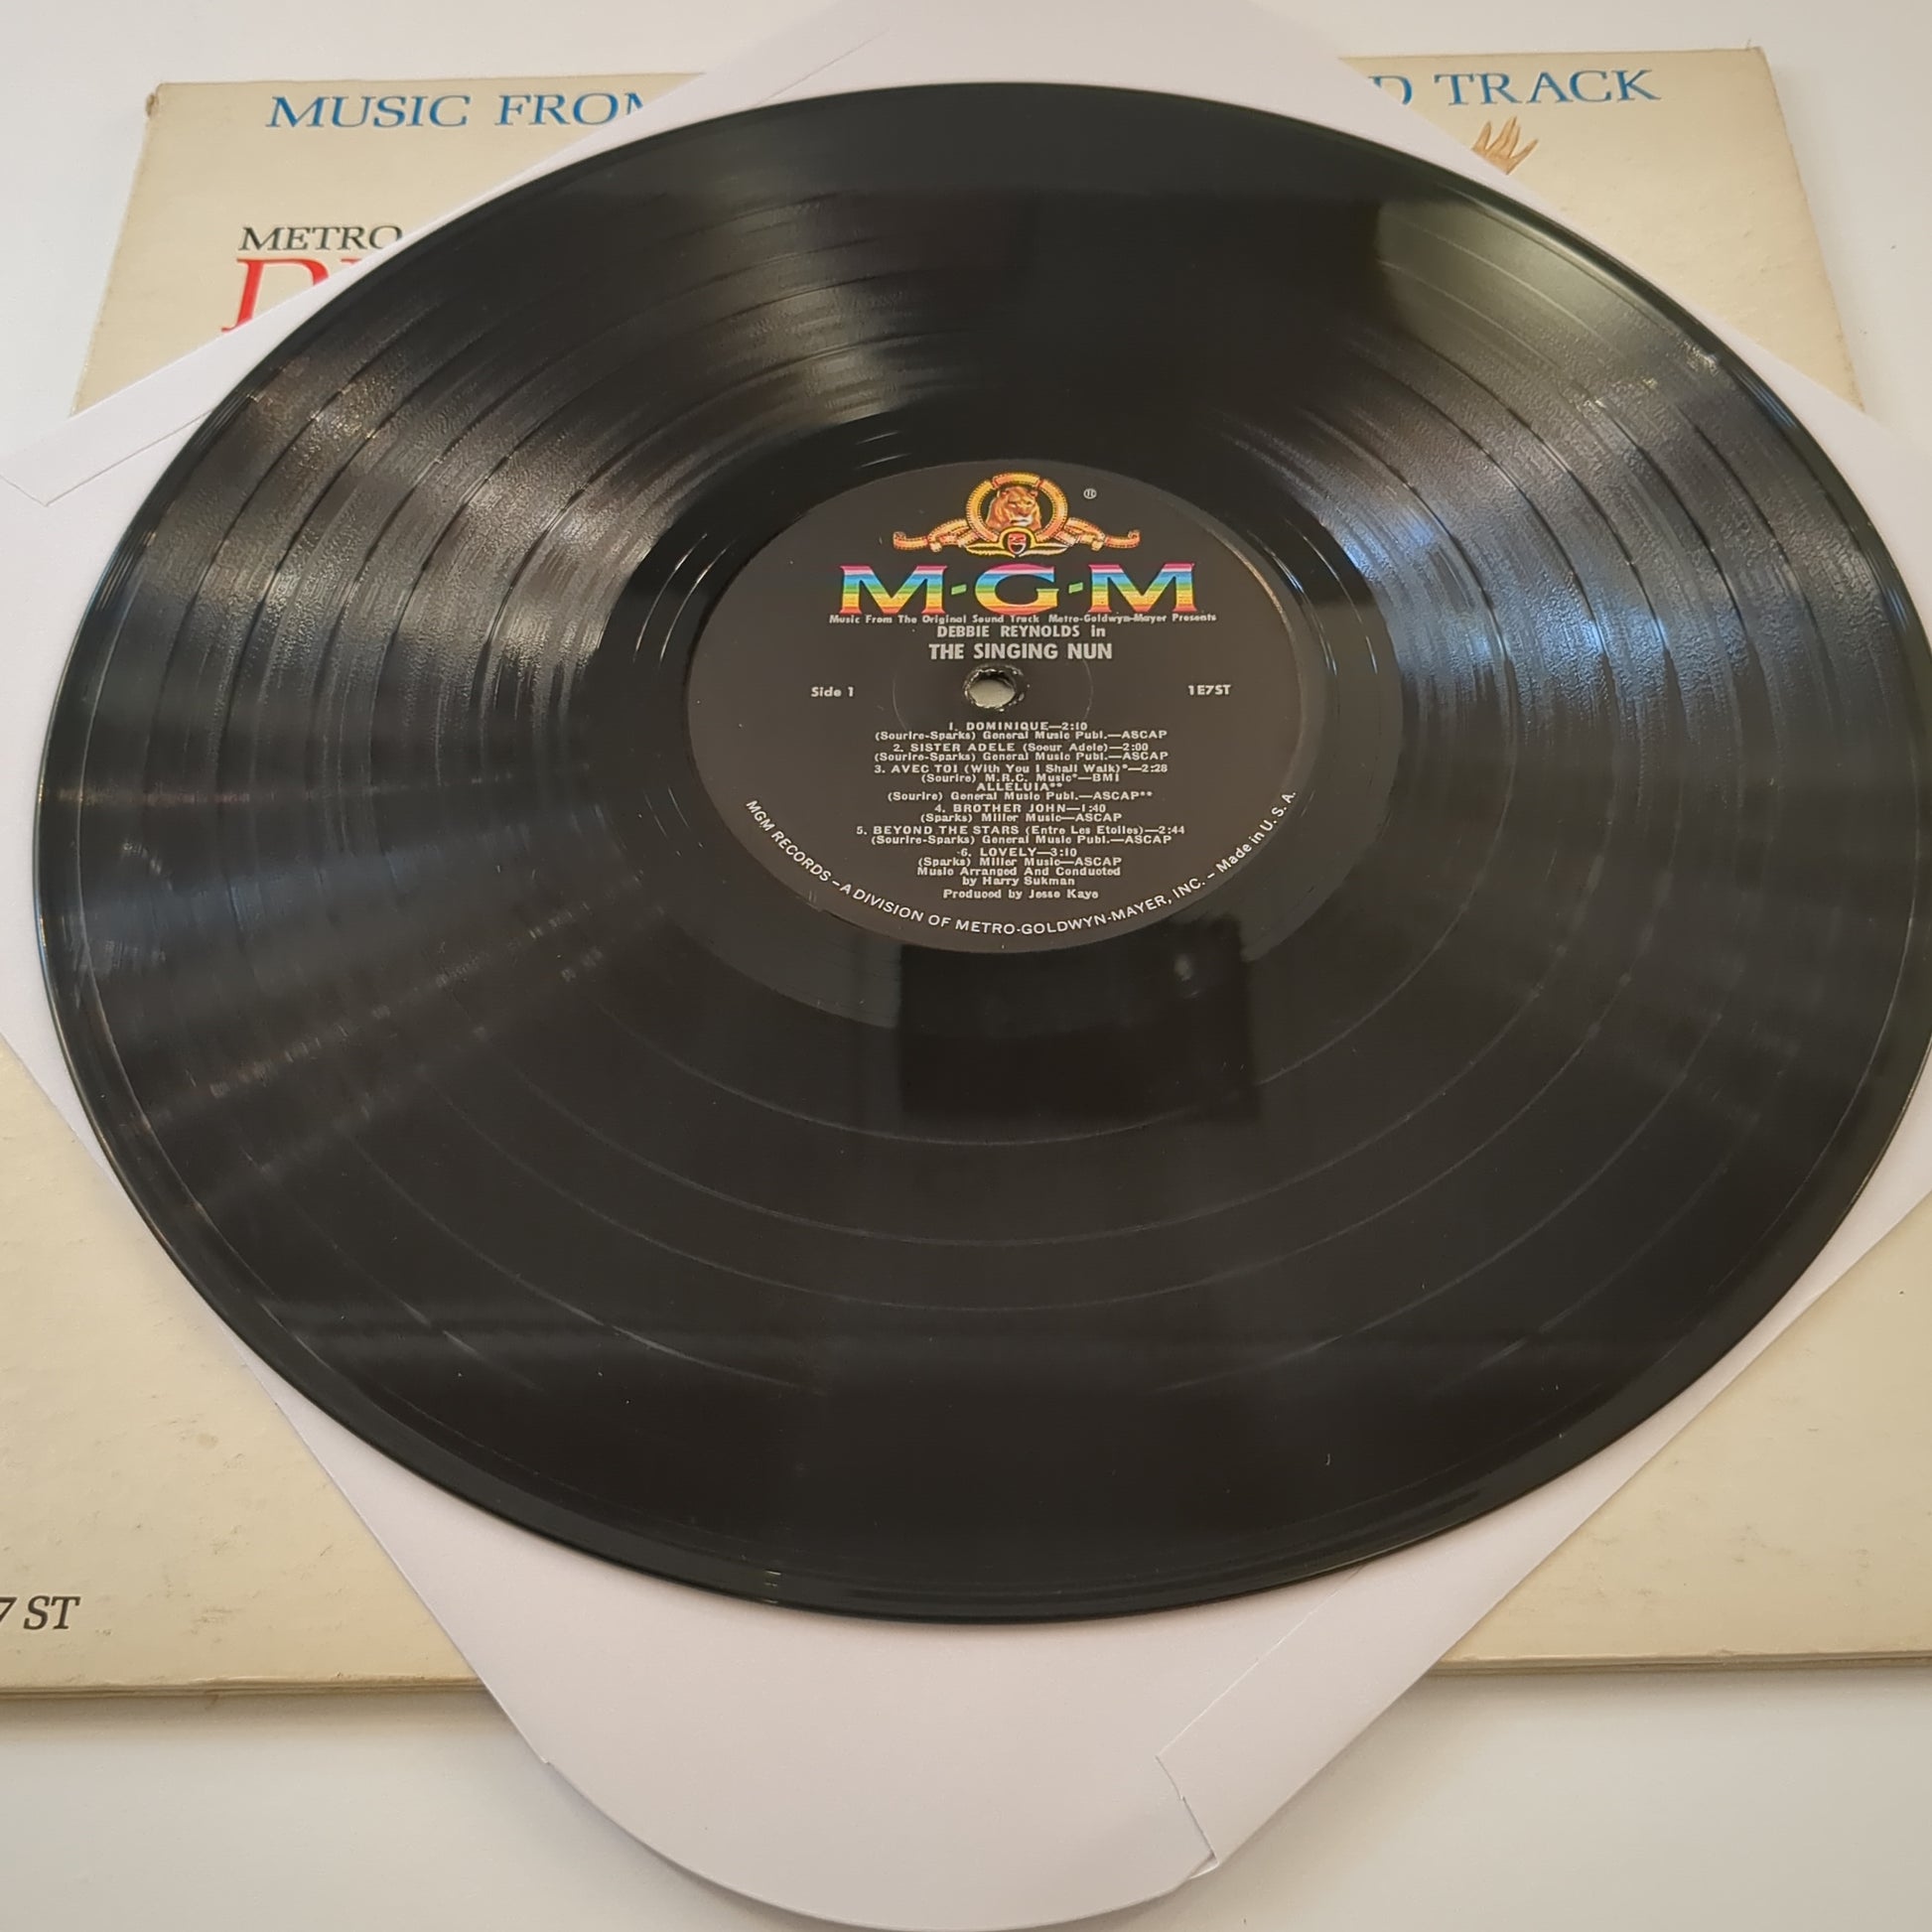 MUSIC FROM
D TRACK
METRO
®
M-G-M
Music From The Original Sound Track Metro-Goldwyn-Mayer Presents
DEBBIE REYNOLDS in
THE SINGING NUN
Side 1
1E7ST
1. DOMINIQUE—2:10
(Sourire-Sparks) General Music Publ.—ASCAP
2. SISTER ADELE (Soeur Adele)—2:00
(Sourire-Sparks) General Music Publ.—ASCAP
3. AVEC TOI (With You I Shall Walk)*—2:28
(Sourire) M.R.C. Music*—BMI
ALLELUIA**
(Sourire) General Music Publ.—ASCAP**
4. BROTHER JOHN—1:40
(Sparks) Miller Music—ASCAP
5. BEYOND THE STARS (Entre Les Etoiles)—2:44
(Sourire-Sparks) General Music Publ.—ASCAP
6. LOVELY—3:10
(Sparks) Miller Music—ASCAP
Music Arranged And Conducted
by Harry Sukman
Produced by Jesse Kaye
MGM RECORDS – A DIVISION OF METRO-GOLDWYN-MAYER, INC. – Made in U.S.A.
7 ST